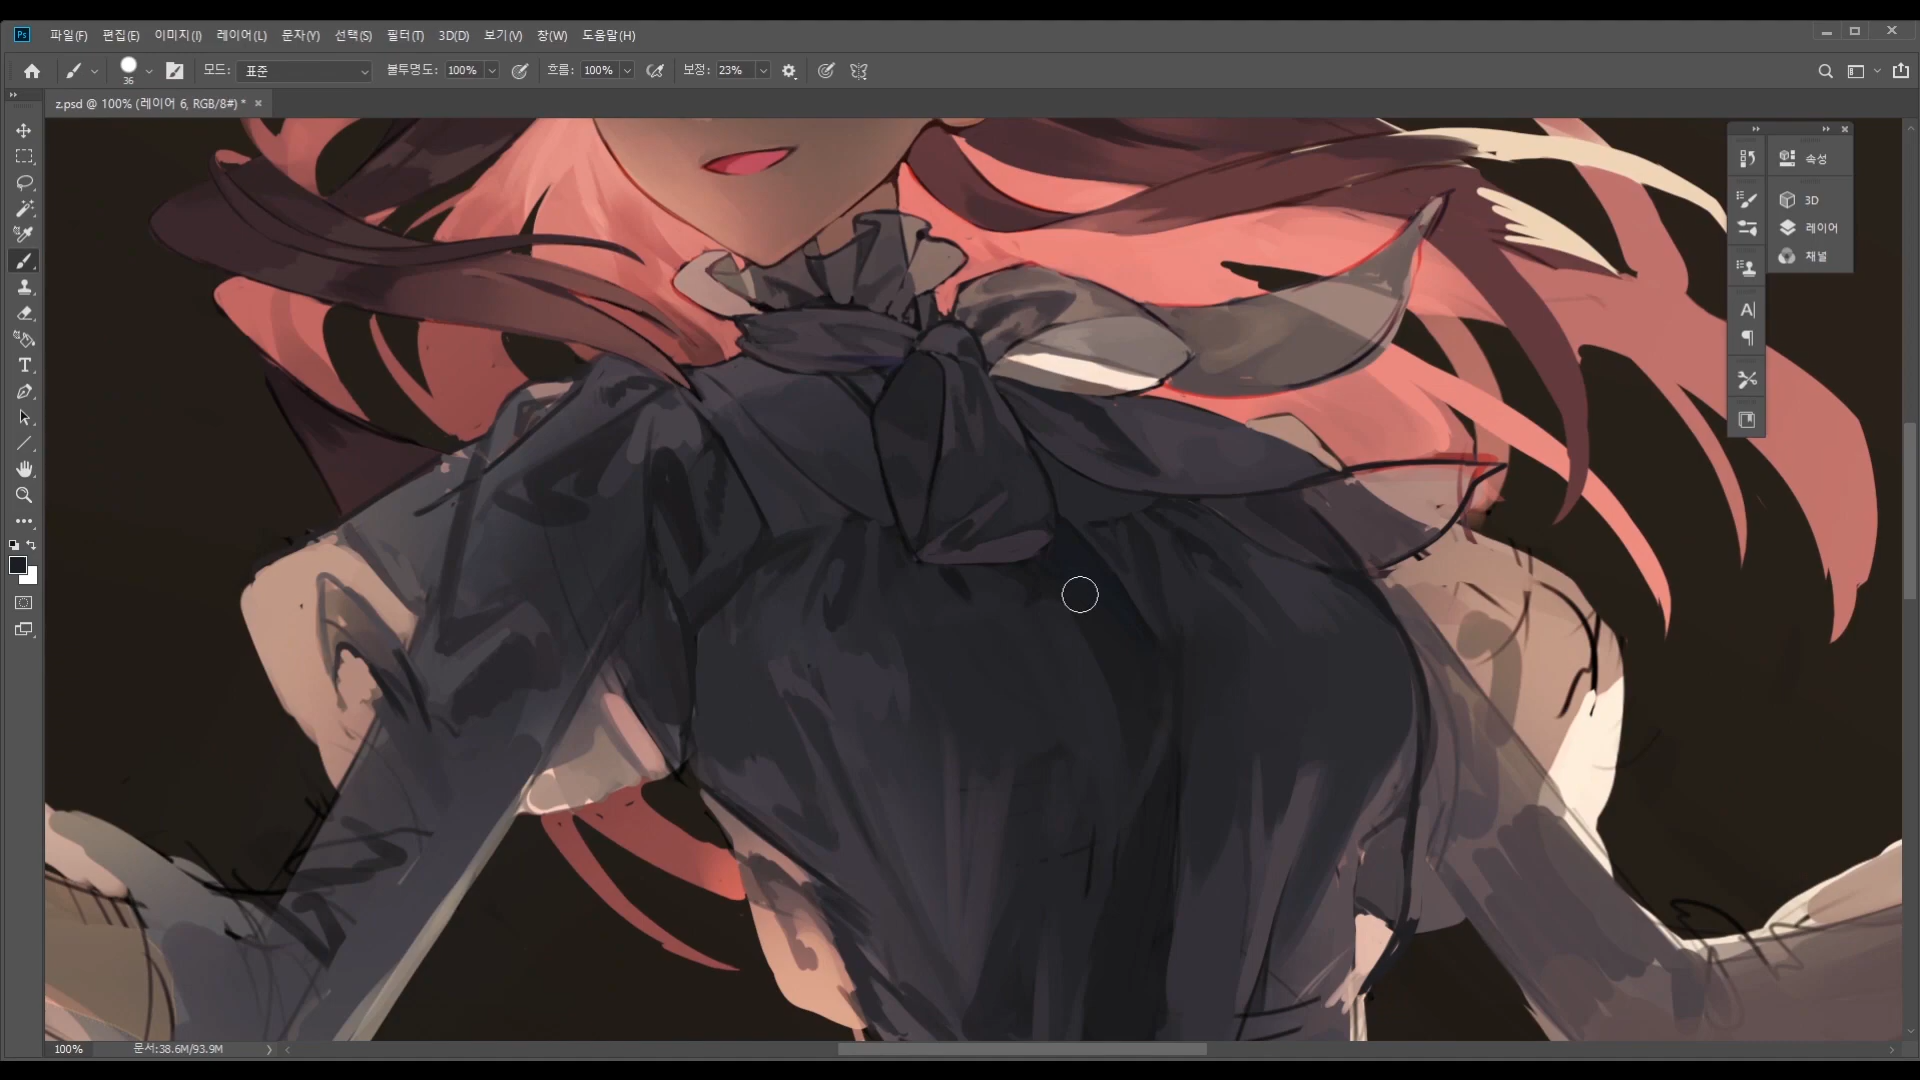 Ps 파일(F) 편집(E) 이미지(I) 레이어(L) 문자(Y) 선택(S) 필터(T) 3D(D) 보기(V) 창(W) 도움말(H)
36 모드: 표준 불투명도: 100% 흐름: 100% 보정: 23%
z.psd @ 100% (레이어 6, RGB/8#) *
속성
3D
레이어
채널
100% 문서:38.6M/93.9M